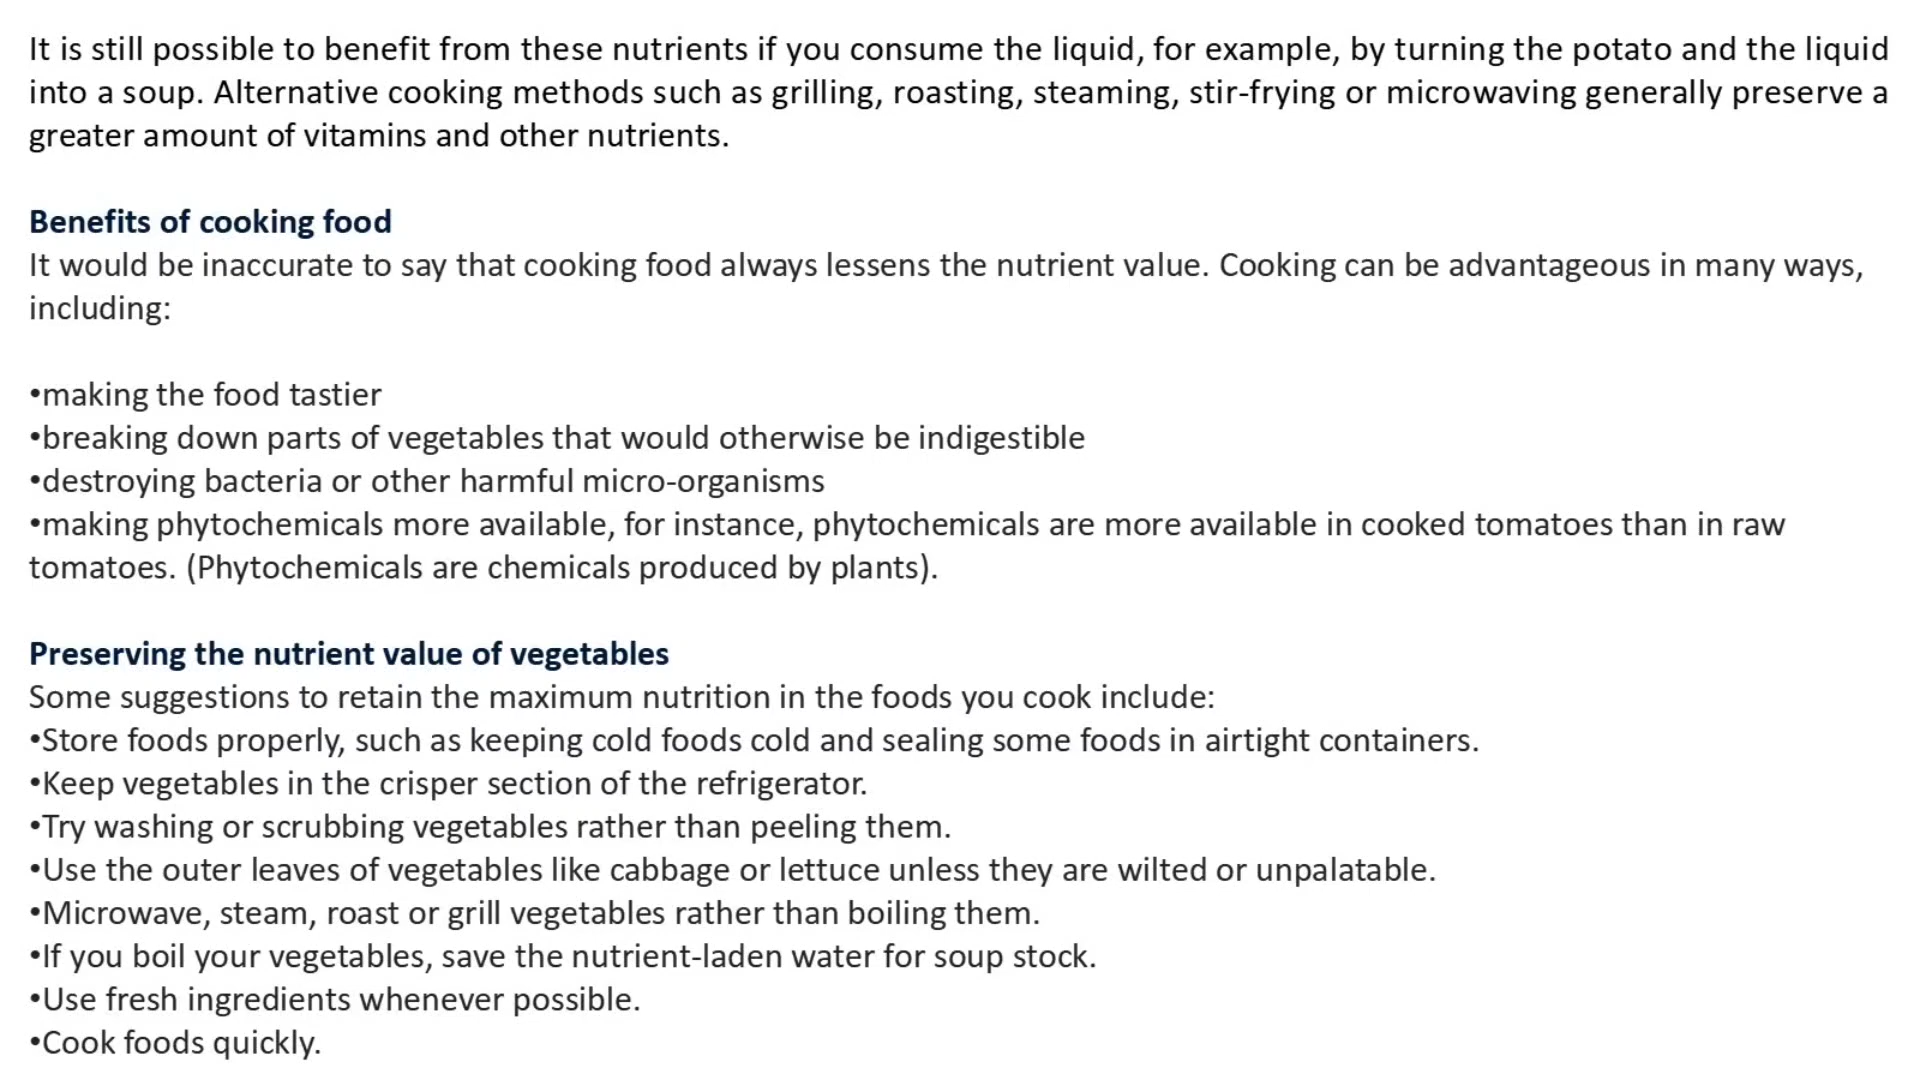 It is still possible to benefit from these nutrients if you consume the liquid, for example, by turning the potato and the liquid
into a soup. Alternative cooking methods such as grilling, roasting, steaming, stir-frying or microwaving generally preserve a
greater amount of vitamins and other nutrients.
Benefits of cooking food
It would be inaccurate to say that cooking food always lessens the nutrient value. Cooking can be advantageous in many ways,
including:
•making the food tastier
•breaking down parts of vegetables that would otherwise be indigestible
•destroying bacteria or other harmful micro-organisms
•making phytochemicals more available, for instance, phytochemicals are more available in cooked tomatoes than in raw
tomatoes. (Phytochemicals are chemicals produced by plants).
Preserving the nutrient value of vegetables
Some suggestions to retain the maximum nutrition in the foods you cook include:
•Store foods properly, such as keeping cold foods cold and sealing some foods in airtight containers.
•Keep vegetables in the crisper section of the refrigerator.
•Try washing or scrubbing vegetables rather than peeling them.
•Use the outer leaves of vegetables like cabbage or lettuce unless they are wilted or unpalatable.
•Microwave, steam, roast or grill vegetables rather than boiling them.
•If you boil your vegetables, save the nutrient-laden water for soup stock.
•Use fresh ingredients whenever possible.
•Cook foods quickly.